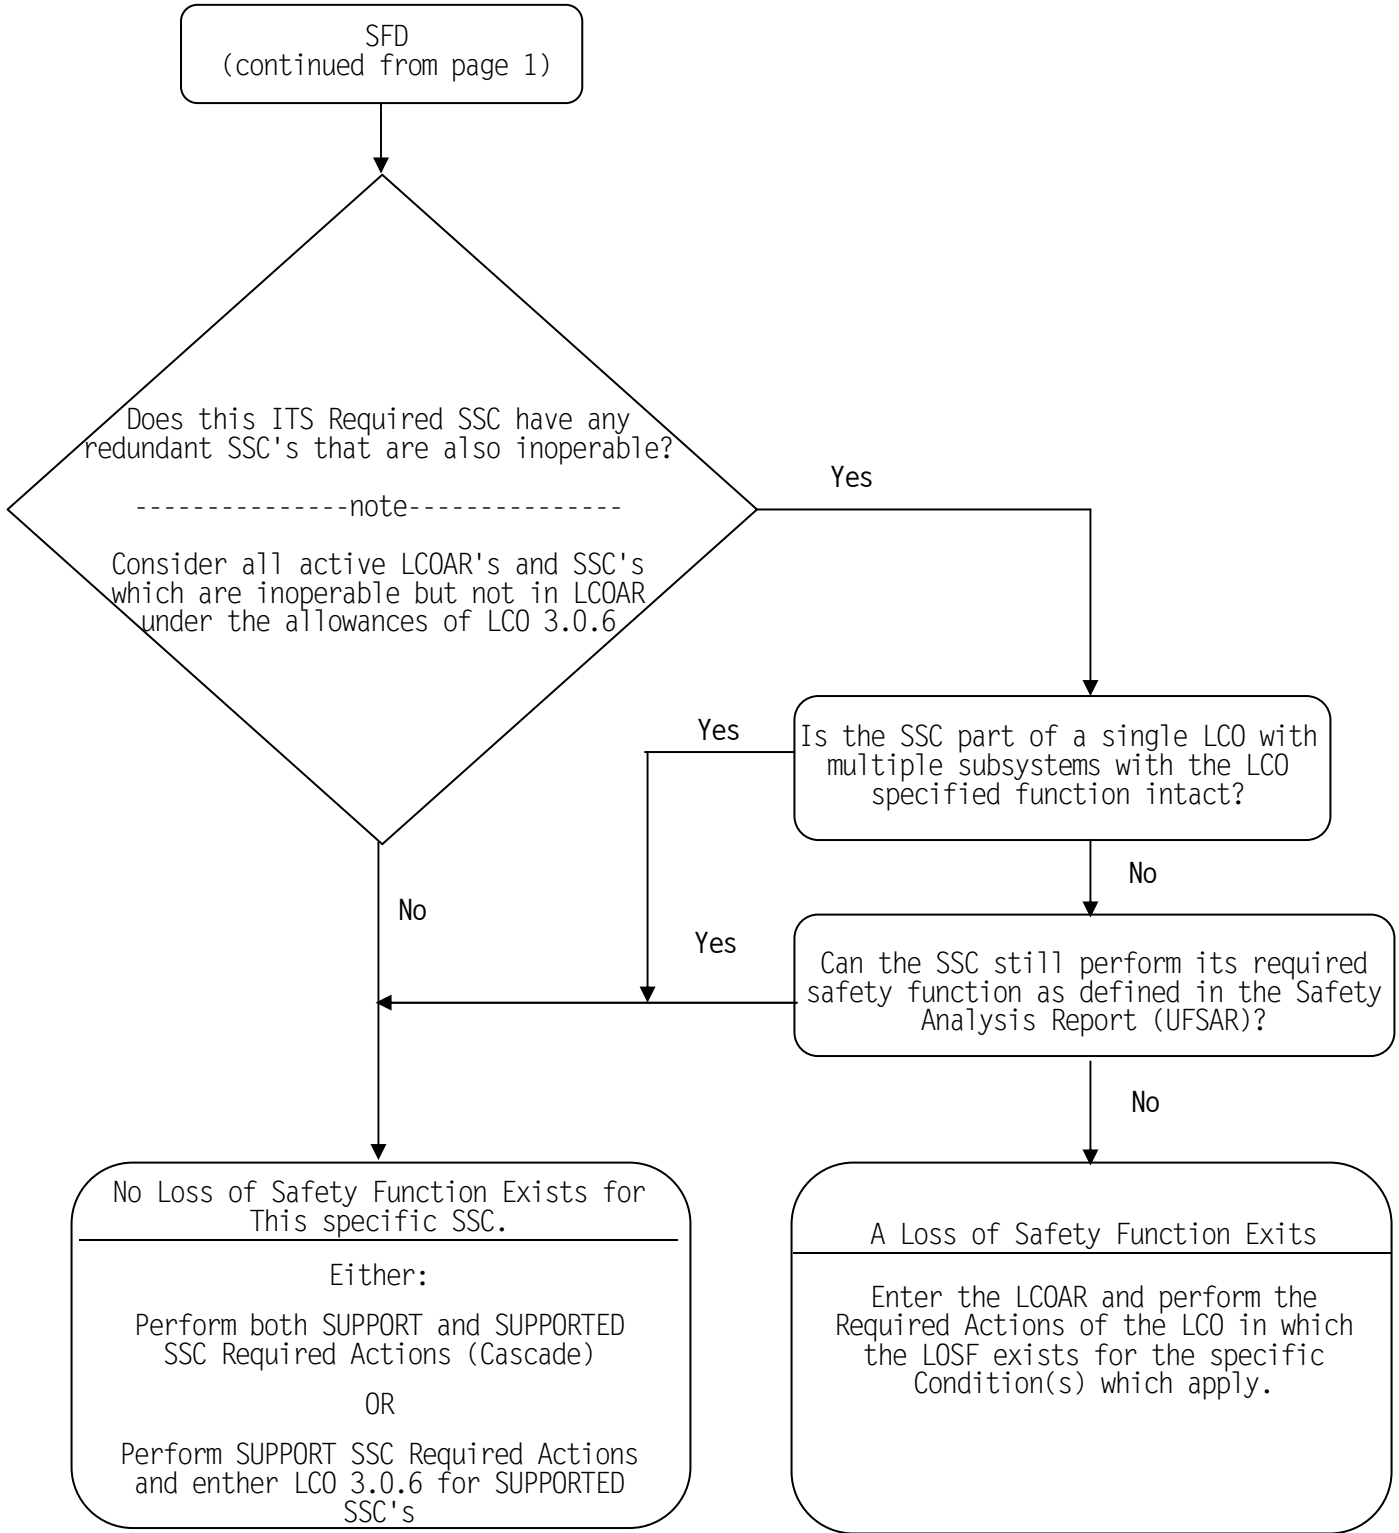 SFD
(continued from page 1)
Does this ITS Required SSC have any
redundant SSC's that are also inoperable?
---------------note---------------
Consider all active LCOAR's and SSC's
which are inoperable but not in LCOAR
under the allowances of LCO 3.0.6
Yes
Is the SSC part of a single LCO with
multiple subsystems with the LCO
specified function intact?
Yes
No
No
Can the SSC still perform its required
safety function as defined in the Safety
Analysis Report (UFSAR)?
Yes
No
No Loss of Safety Function Exists for
This specific SSC.
Either:
Perform both SUPPORT and SUPPORTED
SSC Required Actions (Cascade)
OR
Perform SUPPORT SSC Required Actions
and enther LCO 3.0.6 for SUPPORTED
SSC's
A Loss of Safety Function Exits
Enter the LCOAR and perform the
Required Actions of the LCO in which
the LOSF exists for the specific
Condition(s) which apply.